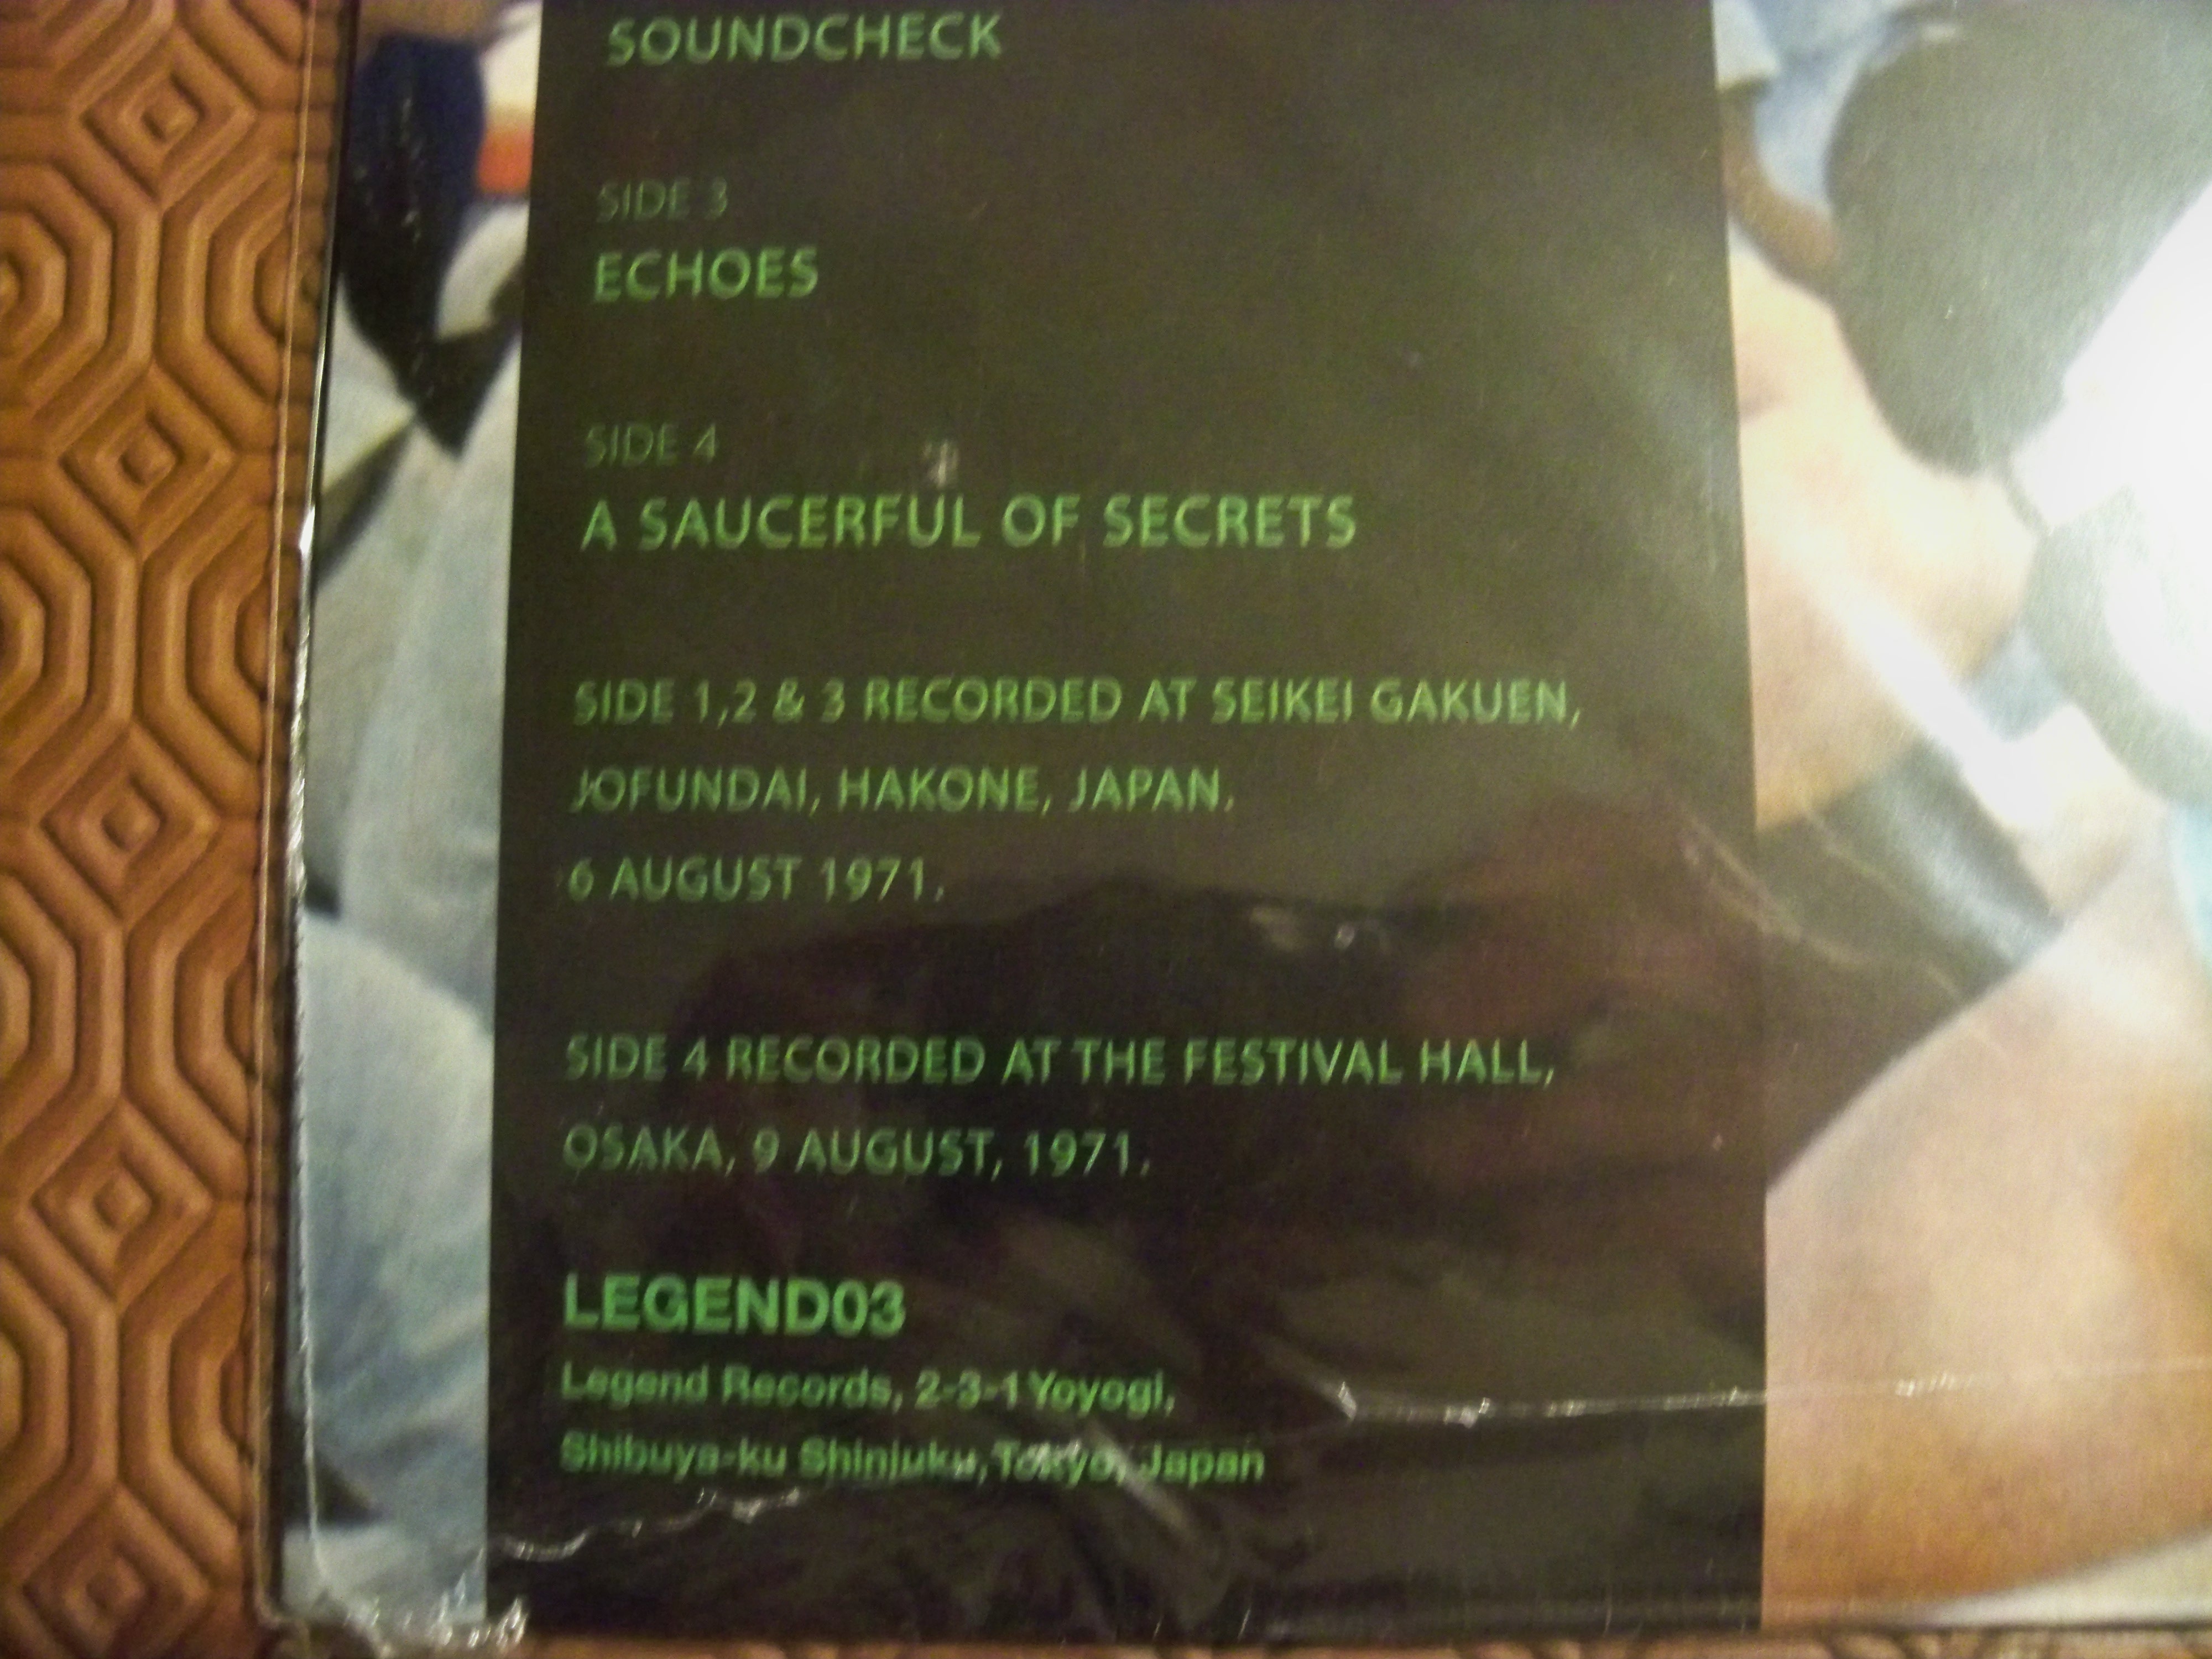 SOUNDCHECK
SIDE 3
ECHOES
SIDE 4
A SAUCERFUL OF SECRETS
SIDE 1,2 & 3 RECORDED AT SEIKEI GAKUEN,
JOFUNDAI, HAKONE, JAPAN,
6 AUGUST 1971.
SIDE 4 RECORDED AT THE FESTIVAL HALL,
OSAKA, 9 AUGUST, 1971.
LEGEND03
Legend Records, 2-3-1 Yoyogi,
Shibuya-ku Shinjuku, Tokyo, Japan